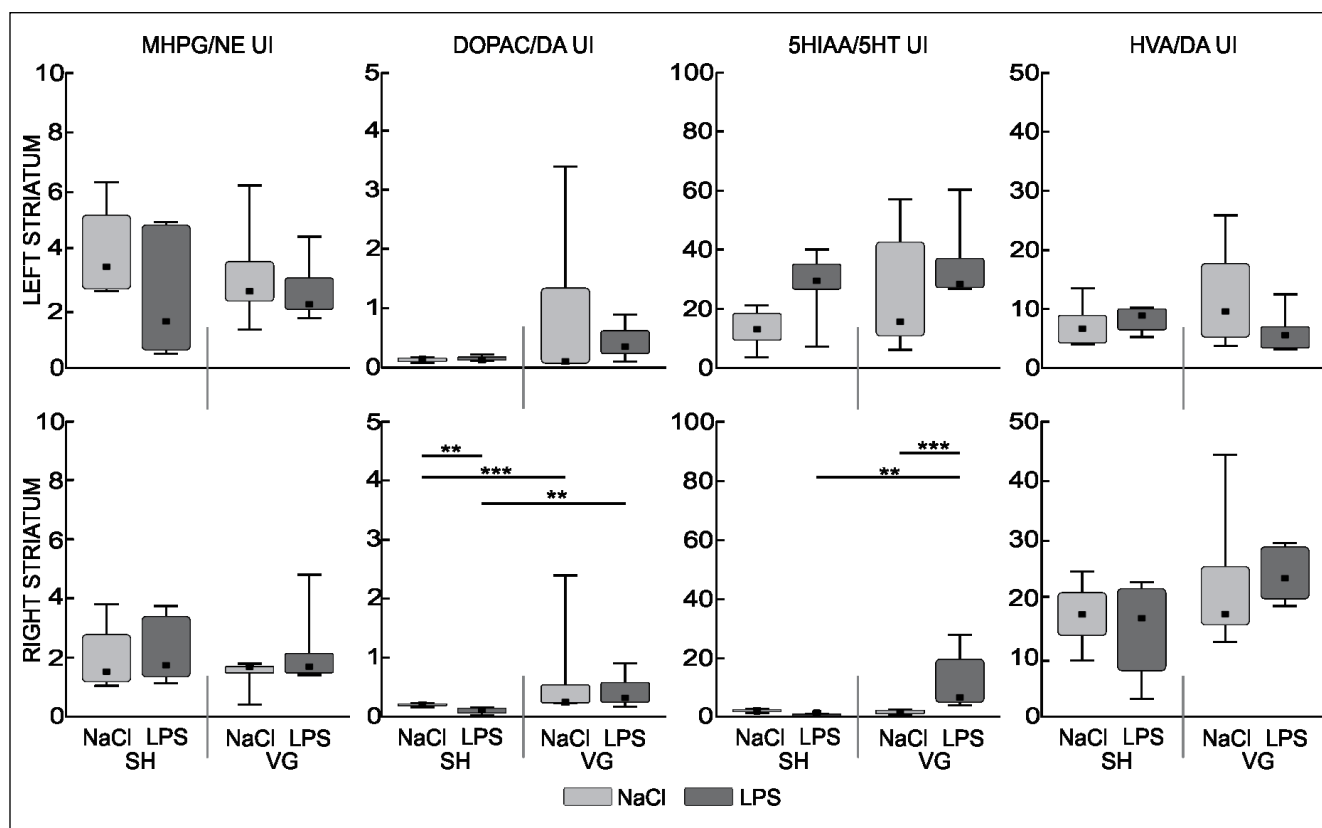 MHPG/NE UI DOPAC/DA UI 5HIAA/5HT UI HVA/DA UI
LEFT STRIATUM
10 5 100 50
8 4 80 40
6 3 60 30
4 2 40 20
2 1 20 10
0 0 0 0
RIGHT STRIATUM
10 5 100 50
** ***
8 4 *** 80 ** 40
**
6 3 60 30
4 2 40 20
2 1 20 10
0 0 0 0
NaCl LPS NaCl LPS NaCl LPS NaCl LPS NaCl LPS NaCl LPS NaCl LPS NaCl LPS
SH VG SH VG SH VG SH VG
NaCl LPS